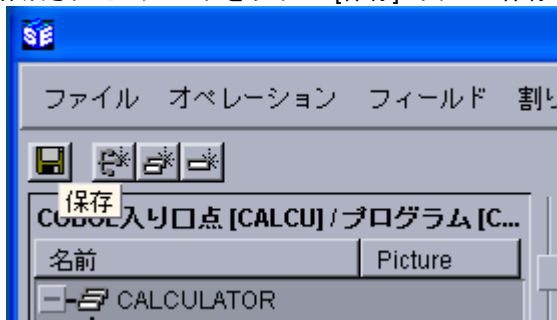 SE
ファイル オペレーション フィールド 割り
保存
COBOL入り口点 [CALCU] / プログラム [C...
名前 Picture
CALCULATOR